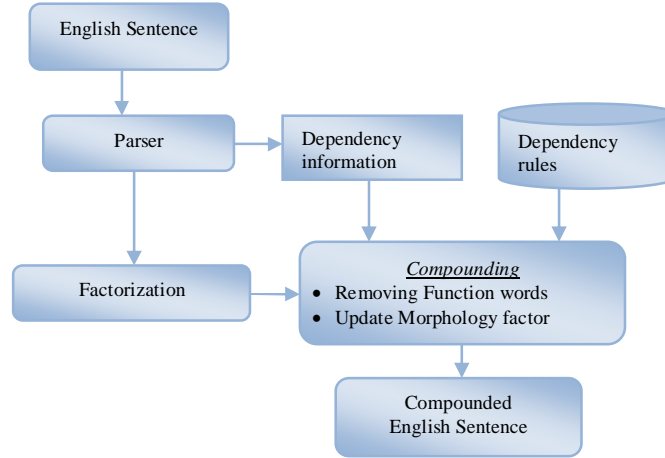 English Sentence
Parser
Dependency
information
Dependency
rules
Factorization
Compounding
• Removing Function words
• Update Morphology factor
Compounded
English Sentence